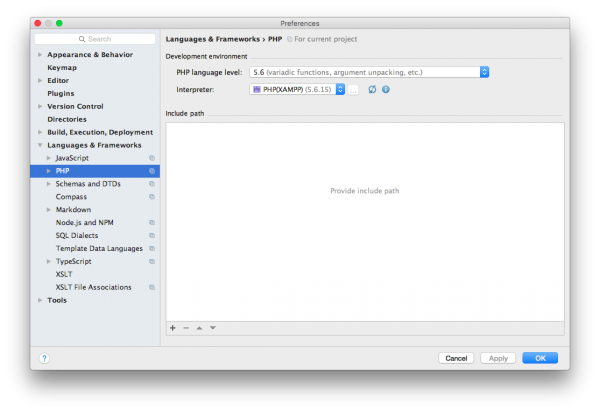 Preferences
Search
Languages & Frameworks › PHP For current project
Appearance & Behavior
Keymap
Editor
Plugins
Version Control
Directories
Build, Execution, Deployment
Languages & Frameworks
JavaScript
PHP
Schemas and DTDs
Compass
Markdown
Node.js and NPM
SQL Dialects
Template Data Languages
TypeScript
XSLT
XSLT File Associations
Tools
Development environment
PHP language level: 5.6 (variadic functions, argument unpacking, etc.)
Interpreter: PHP(XAMPP) (5.6.15) ...
Include path
Provide include path
?
Cancel Apply OK